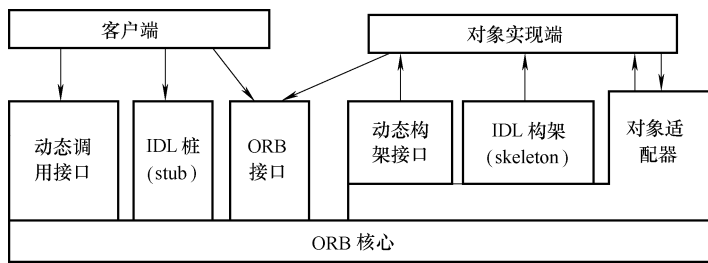 客户端
对象实现端
动态调
用接口
IDL 桩
(stub)
ORB
接口
动态构
架接口
IDL 构架
(skeleton)
对象适
配器
ORB 核心